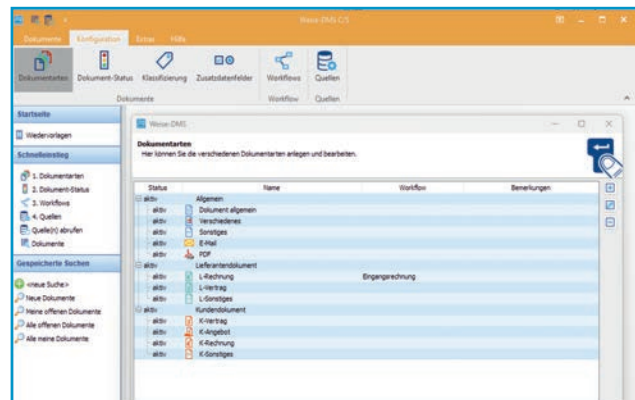 Weise-DMS C/S
Dokumente Konfiguration Extras Hilfe
Dokumentarten Dokument-Status Klassifizierung Zusatzdatenfelder Workflows Quellen
Dokumente Workflow Quellen
Startseite
Wiedervorlagen
Schnelleinstieg
1. Dokumentarten
2. Dokument-Status
3. Workflows
4. Quellen
Quelle(n) abrufen
Dokumente
Gespeicherte Suchen
<neue Suche>
Neue Dokumente
Meine offenen Dokumente
Alle offenen Dokumente
Alle meine Dokumente
Weise-DMS
Dokumentarten
Hier können Sie die verschiedenen Dokumentarten anlegen und bearbeiten.
Status Name Workflow Bemerkungen
aktiv Allgemein
aktiv Dokument allgemein
aktiv Verschiedenes
aktiv Sonstiges
aktiv E-Mail
aktiv PDF
aktiv Lieferantendokument
aktiv L-Rechnung Eingangsrechnung
aktiv L-Vertrag
aktiv L-Sonstiges
aktiv Kundendokument
aktiv K-Vertrag
aktiv K-Angebot
aktiv K-Rechnung
aktiv K-Sonstiges